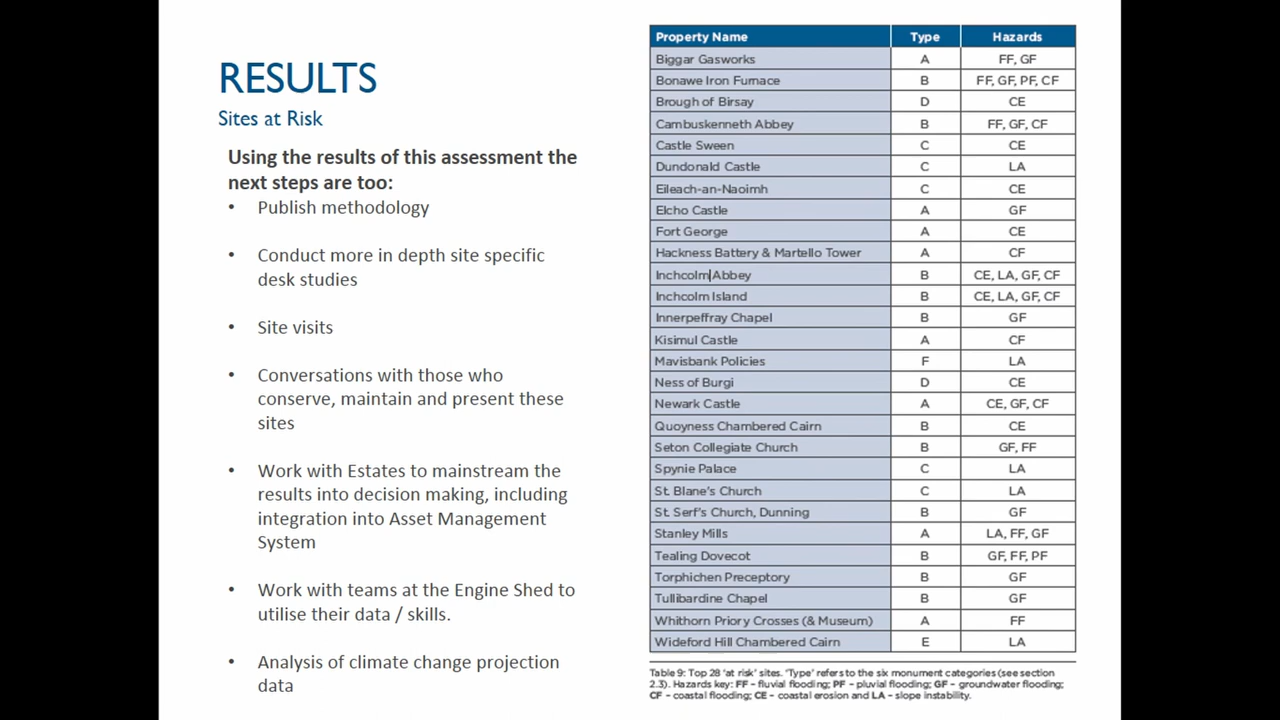 RESULTS
Sites at Risk
Using the results of this assessment the
next steps are too:
• Publish methodology
• Conduct more in depth site specific
desk studies
• Site visits
• Conversations with those who
conserve, maintain and present these
sites
• Work with Estates to mainstream the
results into decision making, including
integration into Asset Management
System
• Work with teams at the Engine Shed to
utilise their data / skills.
• Analysis of climate change projection
data
Property Name Type Hazards
Biggar Gasworks A FF, GF
Bonawe Iron Furnace B FF, GF, PF, CF
Brough of Birsay D CE
Cambuskenneth Abbey B FF, GF, CF
Castle Sween C CE
Dundonald Castle C LA
Eileach-an-Naoimh C CE
Elcho Castle A GF
Fort George A CE
Hackness Battery & Martello Tower A CF
Inchcolm Abbey B CE, LA, GF, CF
Inchcolm Island B CE, LA, GF, CF
Innerpeffray Chapel B GF
Kisimul Castle A CF
Mavisbank Policies F LA
Ness of Burgi D CE
Newark Castle A CE, GF, CF
Quoyness Chambered Cairn B CE
Seton Collegiate Church B GF, FF
Spynie Palace C LA
St. Blane's Church C LA
St. Serf's Church, Dunning B GF
Stanley Mills A LA, FF, GF
Tealing Dovecot B GF, FF, PF
Torphichen Preceptory B GF
Tullibardine Chapel B GF
Whithorn Priory Crosses (& Museum) A FF
Wideford Hill Chambered Cairn E LA
Table 9: Top 28 'at risk' sites. 'Type' refers to the six monument categories (see section
2.3). Hazards key: FF – fluvial flooding; PF – pluvial flooding; GF – groundwater flooding;
CF – coastal flooding; CE – coastal erosion and LA – slope instability.